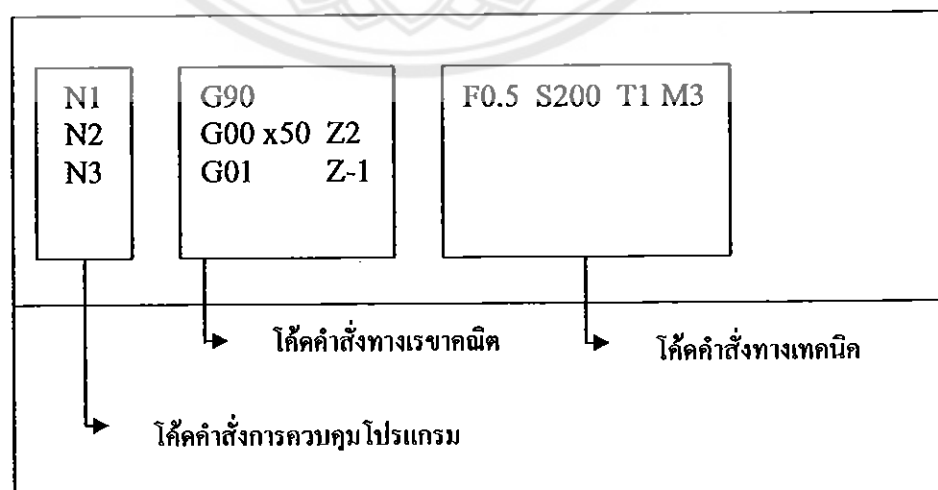 N1 G90 F0.5 S200 T1 M3
N2 G00 x50 Z2
N3 G01 Z-1
โค้ดคำสั่งทางเรขาคณิต โค้ดคำสั่งทางเทคนิค
โค้ดคำสั่งการควบคุมโปรแกรม